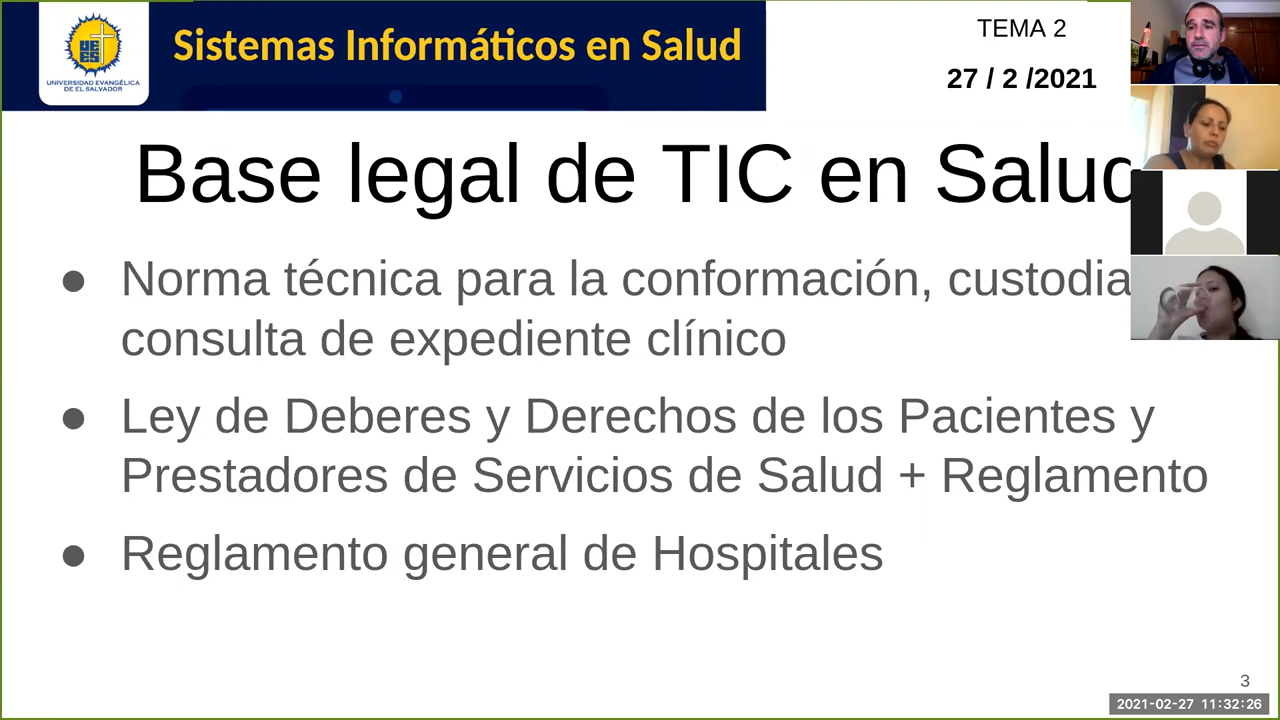 Sistemas Informáticos en Salud
UNIVERSIDAD EVANGÉLICA
DE EL SALVADOR
TEMA 2
27 / 2 /2021
Base legal de TIC en Salud
● Norma técnica para la conformación, custodia
consulta de expediente clínico
● Ley de Deberes y Derechos de los Pacientes y
Prestadores de Servicios de Salud + Reglamento
● Reglamento general de Hospitales
3
2021-02-27 11:32:26